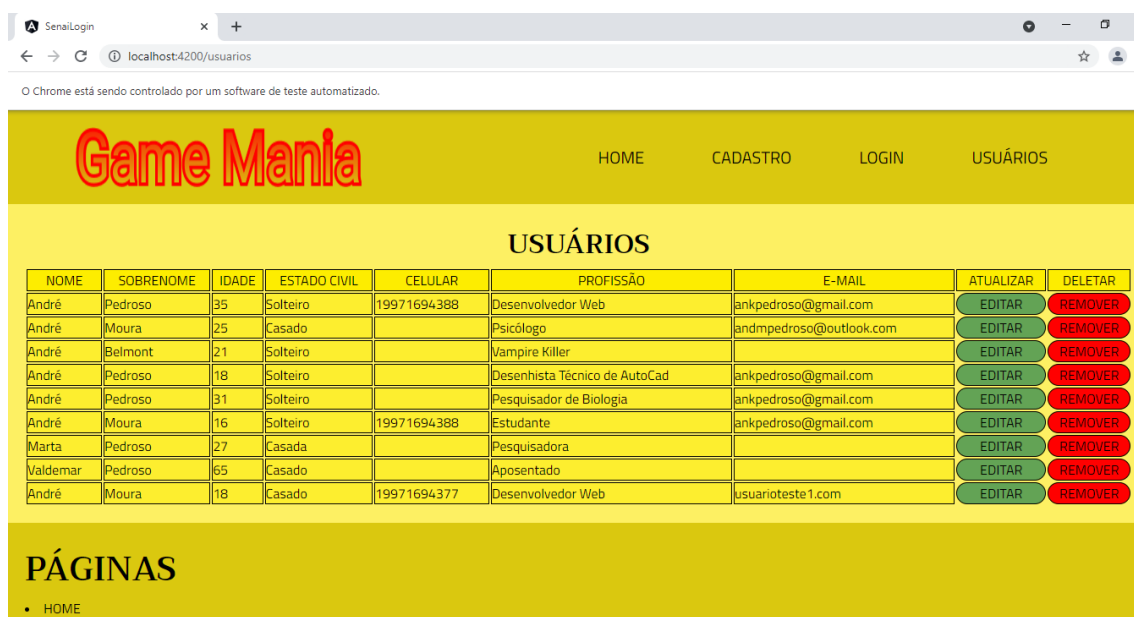 SenaiLogin
localhost:4200/usuarios
O Chrome está sendo controlado por um software de teste automatizado.
Game Mania HOME CADASTRO LOGIN USUÁRIOS
USUÁRIOS
NOME SOBRENOME IDADE ESTADO CIVIL CELULAR PROFISSÃO E-MAIL ATUALIZAR DELETAR
André Pedroso 35 Solteiro 19971694388 Desenvolvedor Web ankpedroso@gmail.com EDITAR REMOVER
André Moura 25 Casado Psicólogo andmpedroso@outlook.com EDITAR REMOVER
André Belmont 21 Solteiro Vampire Killer EDITAR REMOVER
André Pedroso 18 Solteiro Desenhista Técnico de AutoCad ankpedroso@gmail.com EDITAR REMOVER
André Pedroso 31 Solteiro Pesquisador de Biologia ankpedroso@gmail.com EDITAR REMOVER
André Moura 16 Solteiro 19971694388 Estudante ankpedroso@gmail.com EDITAR REMOVER
Marta Pedroso 27 Casada Pesquisadora EDITAR REMOVER
Valdemar Pedroso 65 Casado Aposentado EDITAR REMOVER
André Moura 18 Casado 19971694377 Desenvolvedor Web usuarioteste1.com EDITAR REMOVER
PÁGINAS
• HOME